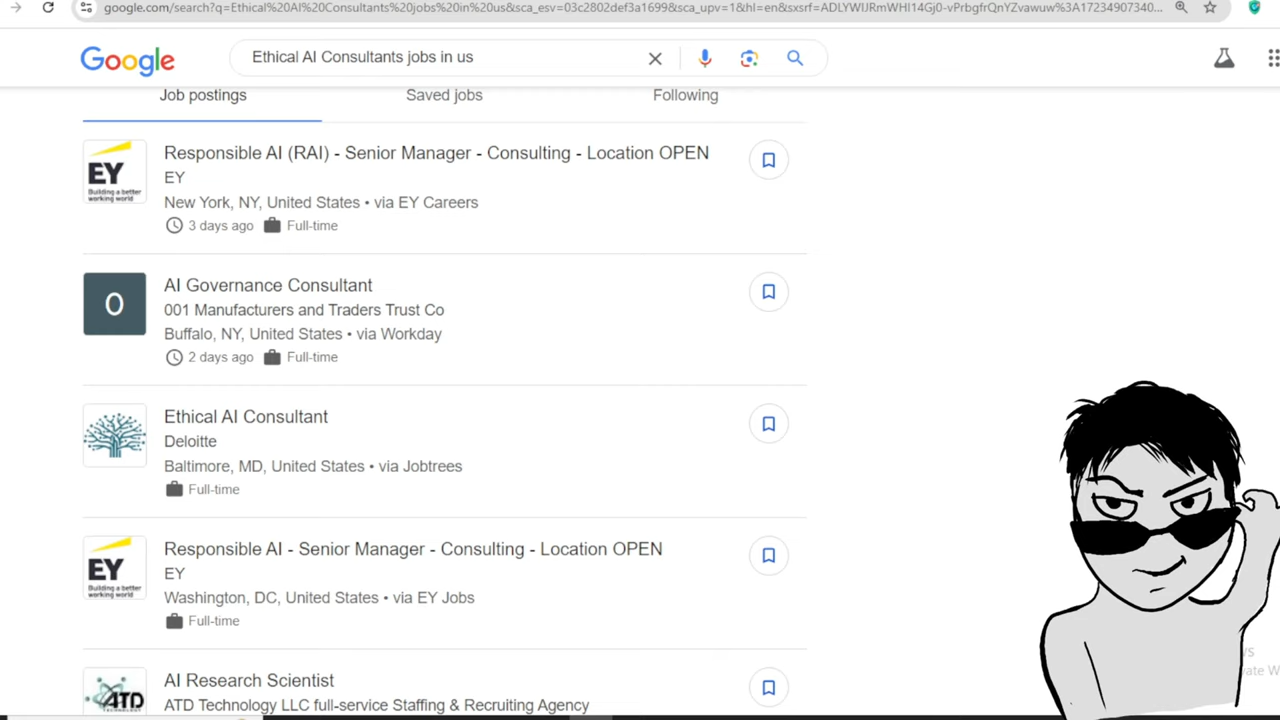 google.com/search?q=Ethical%20AI%20Consultants%20jobs%20in%20us&sca_esv=03c2802def3a1699&sca_upv=1&hl=en&sxsrf=ADLYWIJRmWHI14Gj0-vPrbgfrQnYZvawuw%3A17234907340...
Google
Ethical AI Consultants jobs in us
Job postings
Saved jobs
Following
EY
Building a better
working world
Responsible AI (RAI) - Senior Manager - Consulting - Location OPEN
EY
New York, NY, United States • via EY Careers
3 days ago Full-time
0
AI Governance Consultant
001 Manufacturers and Traders Trust Co
Buffalo, NY, United States • via Workday
2 days ago Full-time
Ethical AI Consultant
Deloitte
Baltimore, MD, United States • via Jobtrees
Full-time
EY
Building a better
working world
Responsible AI - Senior Manager - Consulting - Location OPEN
EY
Washington, DC, United States • via EY Jobs
Full-time
ATD
AI Research Scientist
ATD Technology LLC full-service Staffing & Recruiting Agency